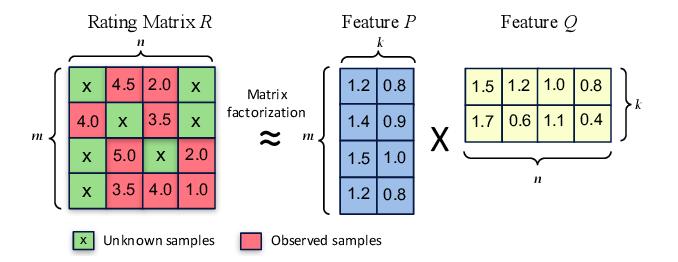 Rating Matrix R
Feature P
Feature Q
n
k
m
x 4.5 2.0 x
4.0 x 3.5 x
x 5.0 x 2.0
x 3.5 4.0 1.0
Matrix
factorization
≈
m
1.2 0.8
1.4 0.9
1.5 1.0
1.2 0.8
X
1.5 1.2 1.0 0.8
1.7 0.6 1.1 0.4
k
n
x Unknown samples
Observed samples